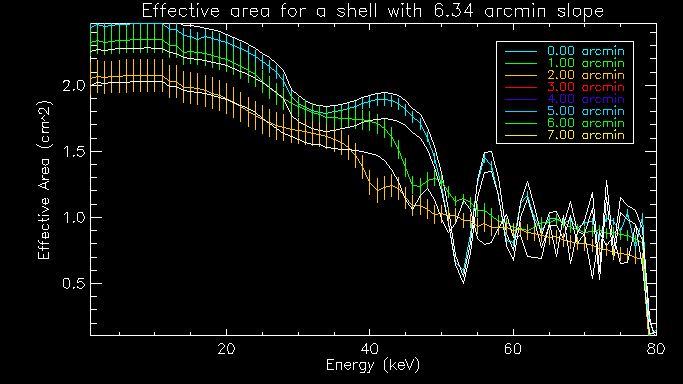 Effective area for a shell with 6.34 arcmin slope
0.00 arcmin
1.00 arcmin
2.00 arcmin
3.00 arcmin
4.00 arcmin
5.00 arcmin
6.00 arcmin
7.00 arcmin
Effective Area (cm-2)
2.0
1.5
1.0
0.5
20 40 60 80
Energy (keV)